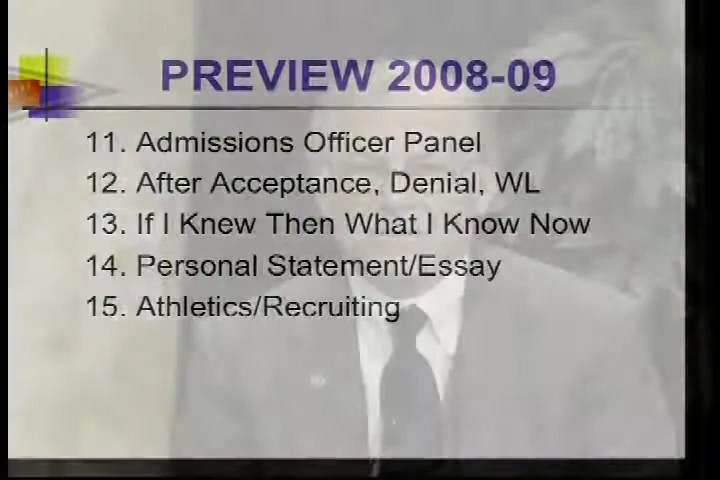 PREVIEW 2008-09
11. Admissions Officer Panel
12. After Acceptance, Denial, WL
13. If I Knew Then What I Know Now
14. Personal Statement/Essay
15. Athletics/Recruiting